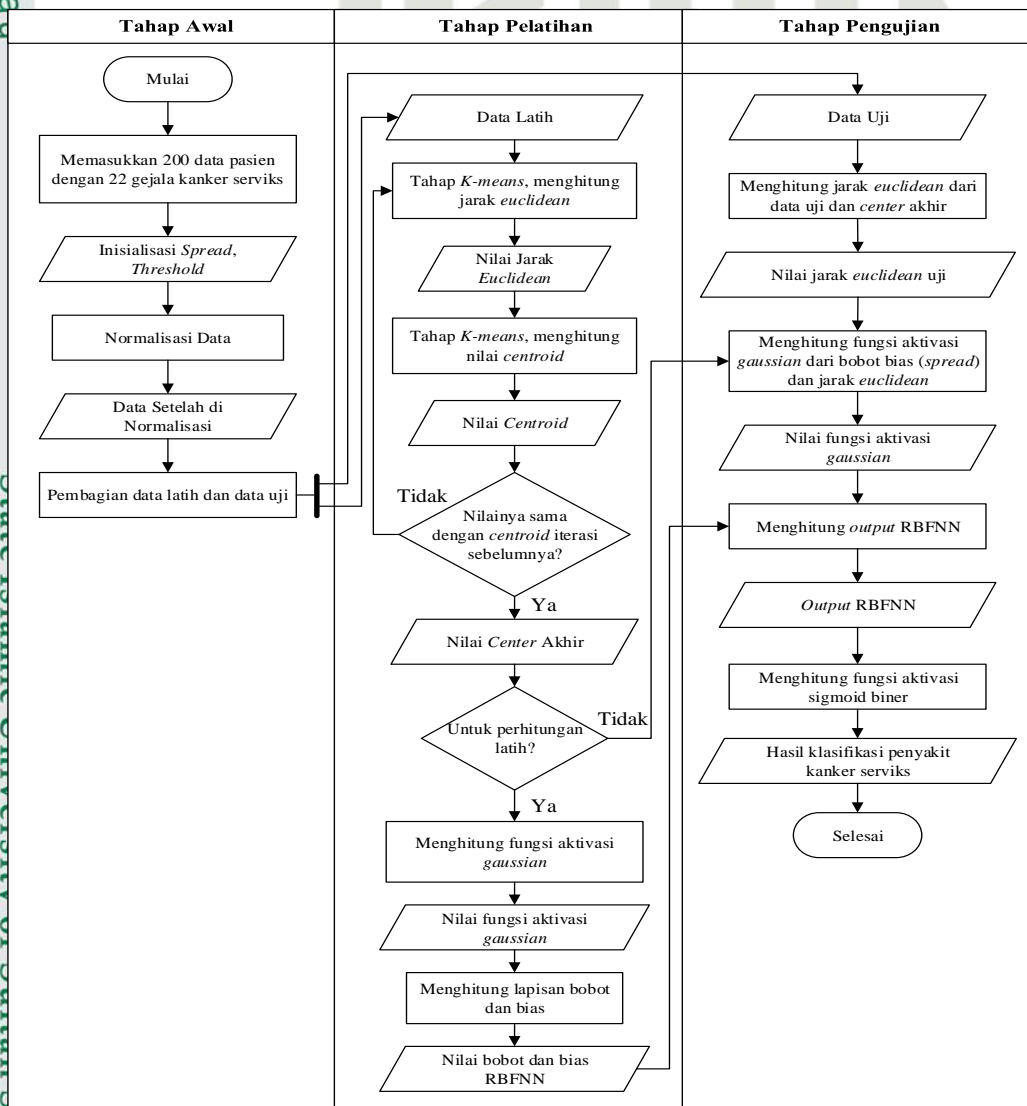 Tahap Awal
Tahap Pelatihan
Tahap Pengujian
Mulai
Memasukkan 200 data pasien
dengan 22 gejala kanker serviks
Inisialisasi Spread,
Threshold
Normalisasi Data
Data Setelah di
Normalisasi
Pembagian data latih dan data uji
Data Latih
Tahap K-means, menghitung
jarak euclidean
Nilai Jarak
Euclidean
Tahap K-means, menghitung
nilai centroid
Nilai Centroid
Tidak
Nilainya sama
dengan centroid iterasi
sebelumnya?
Ya
Nilai Center Akhir
Untuk perhitungan
latih?
Tidak
Ya
Menghitung fungsi aktivasi
gaussian
Nilai fungsi aktivasi
gaussian
Menghitung lapisan bobot
dan bias
Nilai bobot dan bias
RBFNN
Data Uji
Menghitung jarak euclidean dari
data uji dan center akhir
Nilai jarak euclidean uji
Menghitung fungsi aktivasi
gaussian dari bobot bias (spread)
dan jarak euclidean
Nilai fungsi aktivasi
gaussian
Menghitung output RBFNN
Output RBFNN
Menghitung fungsi aktivasi
sigmoid biner
Hasil klasifikasi penyakit
kanker serviks
Selesai